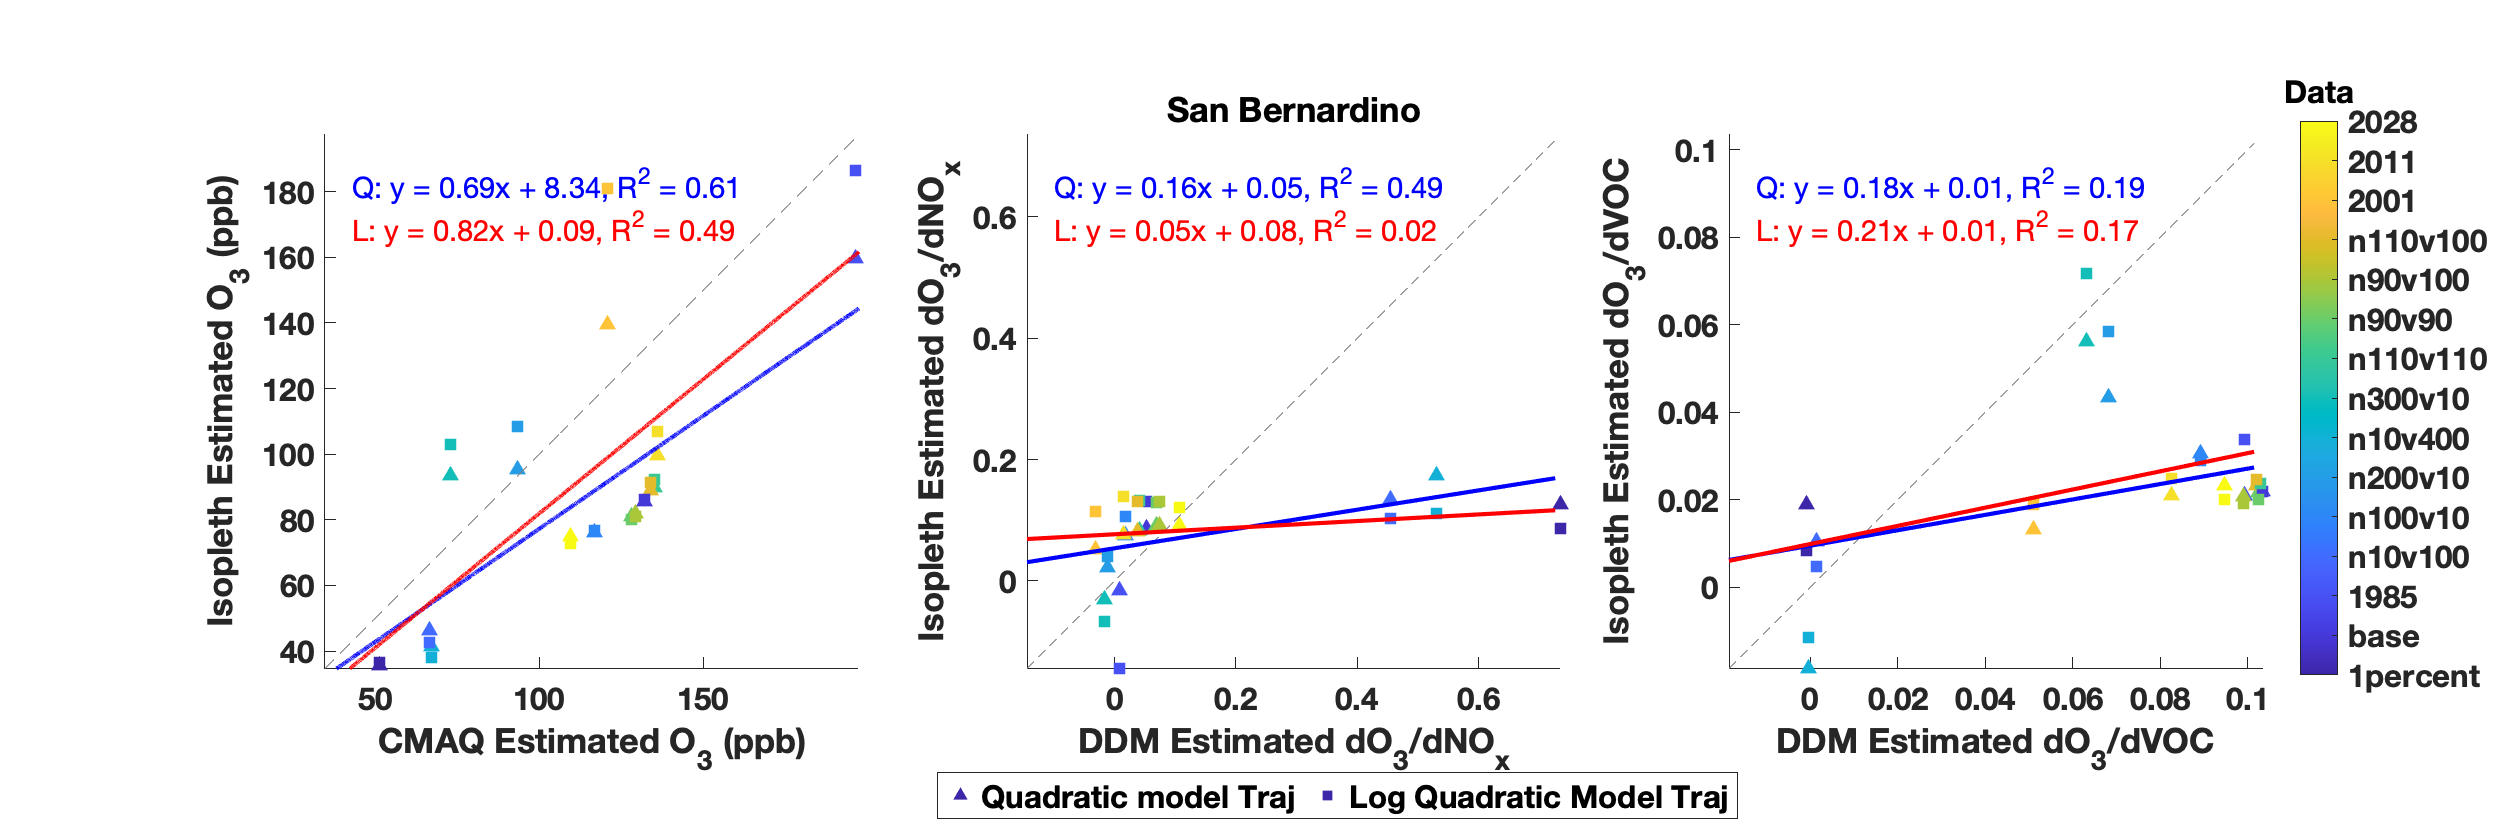 San Bernardino
Q: y = 0.69x + 8.34, R² = 0.61
L: y = 0.82x + 0.09, R² = 0.49
180
160
140
120
100
80
60
40
50
100
150
Isopleth Estimated O₃ (ppb)
CMAQ Estimated O₃ (ppb)
Q: y = 0.16x + 0.05, R² = 0.49
L: y = 0.05x + 0.08, R² = 0.02
0.6
0.4
0.2
0
0
0.2
0.4
0.6
Isopleth Estimated dO₃/dNOₓ
DDM Estimated dO₃/dNOₓ
Q: y = 0.18x + 0.01, R² = 0.19
L: y = 0.21x + 0.01, R² = 0.17
0.1
0.08
0.06
0.04
0.02
0
0
0.02
0.04
0.06
0.08
0.1
Isopleth Estimated dO₃/dVOC
DDM Estimated dO₃/dVOC
Data
2028
2011
2001
n110v100
n90v100
n90v90
n110v110
n300v10
n10v400
n200v10
n100v10
n10v100
1985
base
1percent
Quadratic model Traj
Log Quadratic Model Traj